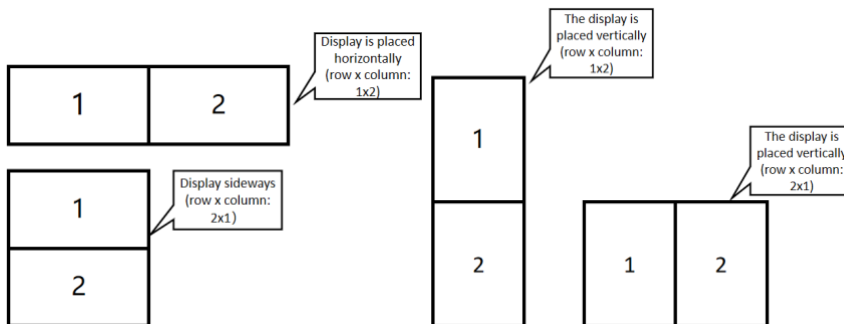 1
2
Display is placed
horizontally
(row x column:
1x2)
1
2
Display sideways
(row x column:
2x1)
1
2
The display is
placed vertically
(row x column:
1x2)
1
2
The display is
placed vertically
(row x column:
2x1)